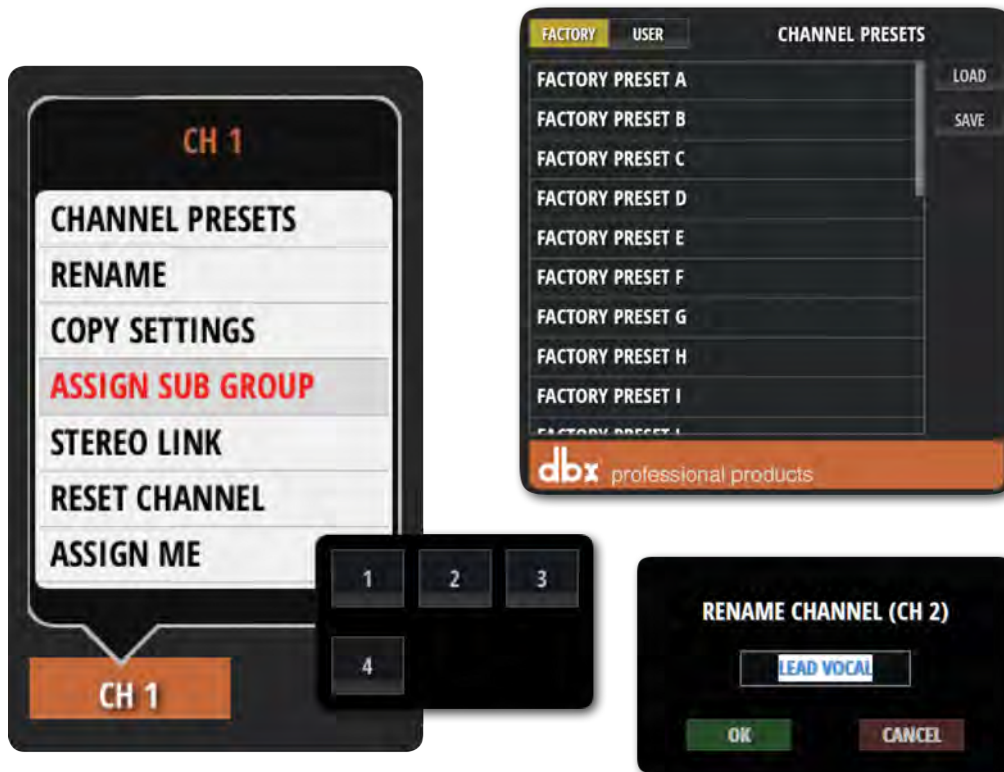 CH 1
CHANNEL PRESETS
RENAME
COPY SETTINGS
ASSIGN SUB GROUP
STEREO LINK
RESET CHANNEL
ASSIGN ME
CH 1
1 2 3
4
FACTORY USER CHANNEL PRESETS
FACTORY PRESET A
FACTORY PRESET B
FACTORY PRESET C
FACTORY PRESET D
FACTORY PRESET E
FACTORY PRESET F
FACTORY PRESET G
FACTORY PRESET H
FACTORY PRESET I
LOAD
SAVE
dbx professional products
RENAME CHANNEL (CH 2)
LEAD VOCAL
OK CANCEL